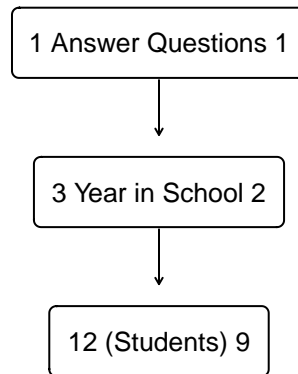 1 Answer Questions 1
3 Year in School 2
12 (Students) 9